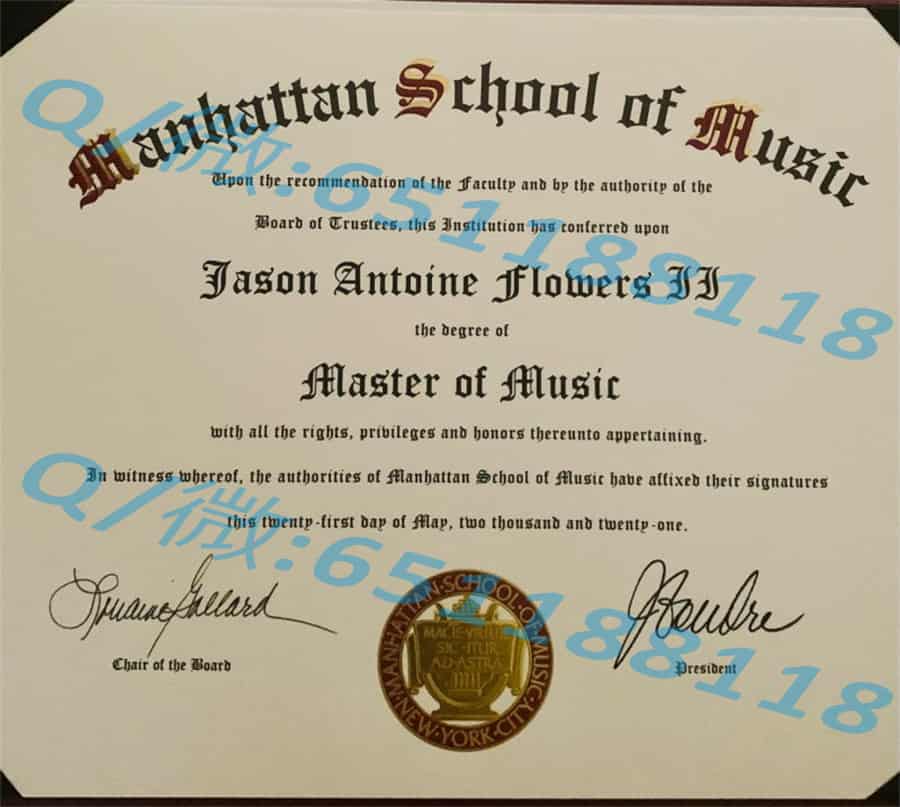 Manhattan School of Music
Upon the recommendation of the Faculty and by the authority of the
Board of Trustees, this Institution has conferred upon
Jason Antoine Flowers II
the degree of
Master of Music
with all the rights, privileges and honors thereunto appertaining.
In witness whereof, the authorities of Manhattan School of Music have affixed their signatures
this twenty-first day of May, two thousand and twenty-one.
Chair of the Board
President
MANHATTAN·SCHOOL·OF·MUSIC·
NEW·YORK·CITY·
MACTE·VIRTUTE
SIC·ITUR
AD·ASTRA
Q/微:651188118
Q/微:651188118